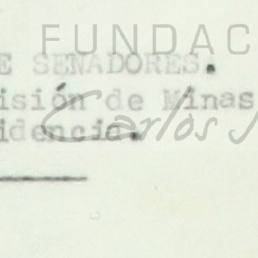 FUNDAC
E SENADORES.
isión de Minas
idencia.
Carlos